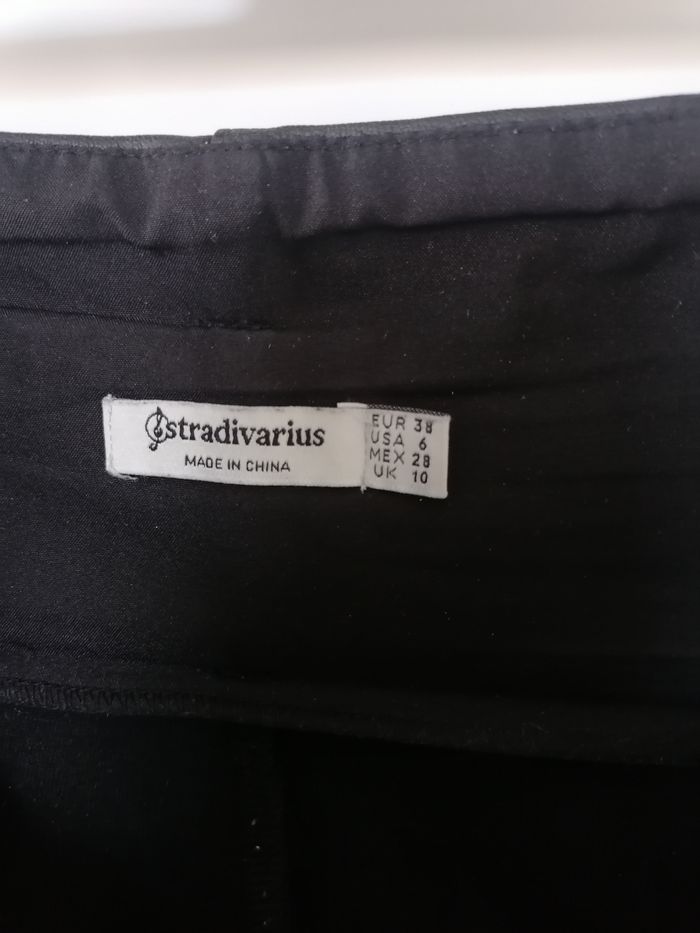 stradivarius
MADE IN CHINA
EUR 38
USA 6
MEX 28
UK 10